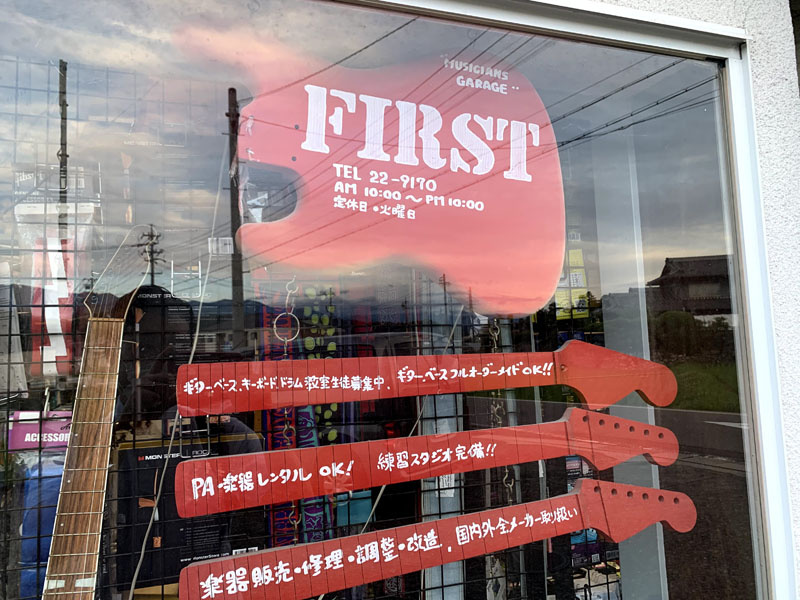 MUSICIANS
GARAGE
FIRST
TEL 22-9170
AM 10:00〜PM 10:00
定休日・火曜日
ギター、ベース、キーボード、ドラム教室生徒募集中、ギター、ベースフルオーダーメイドOK!!
PA・楽器レンタル OK! 練習スタジオ完備!!
楽器販売・修理・調整・改造、国内外全メーカー取り扱い
ACCESSOR
MONSTER
MONSTER